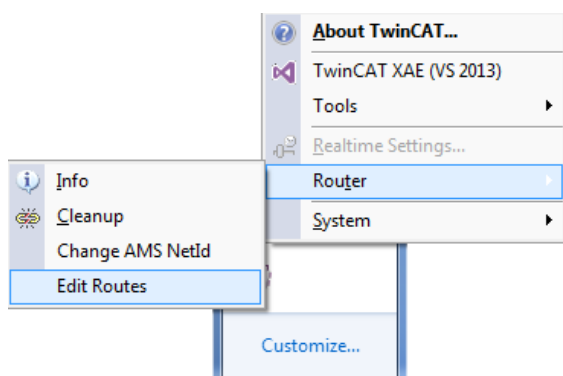 About TwinCAT...
TwinCAT XAE (VS 2013)
Tools
Realtime Settings...
Router
System
Info
Cleanup
Change AMS NetId
Edit Routes
Customize...